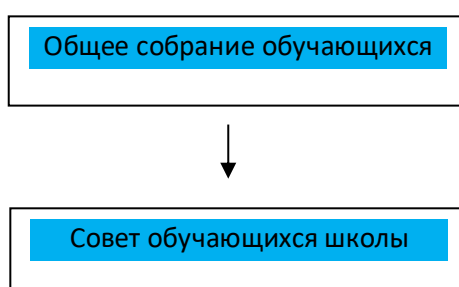 Общее собрание обучающихся
Совет обучающихся школы